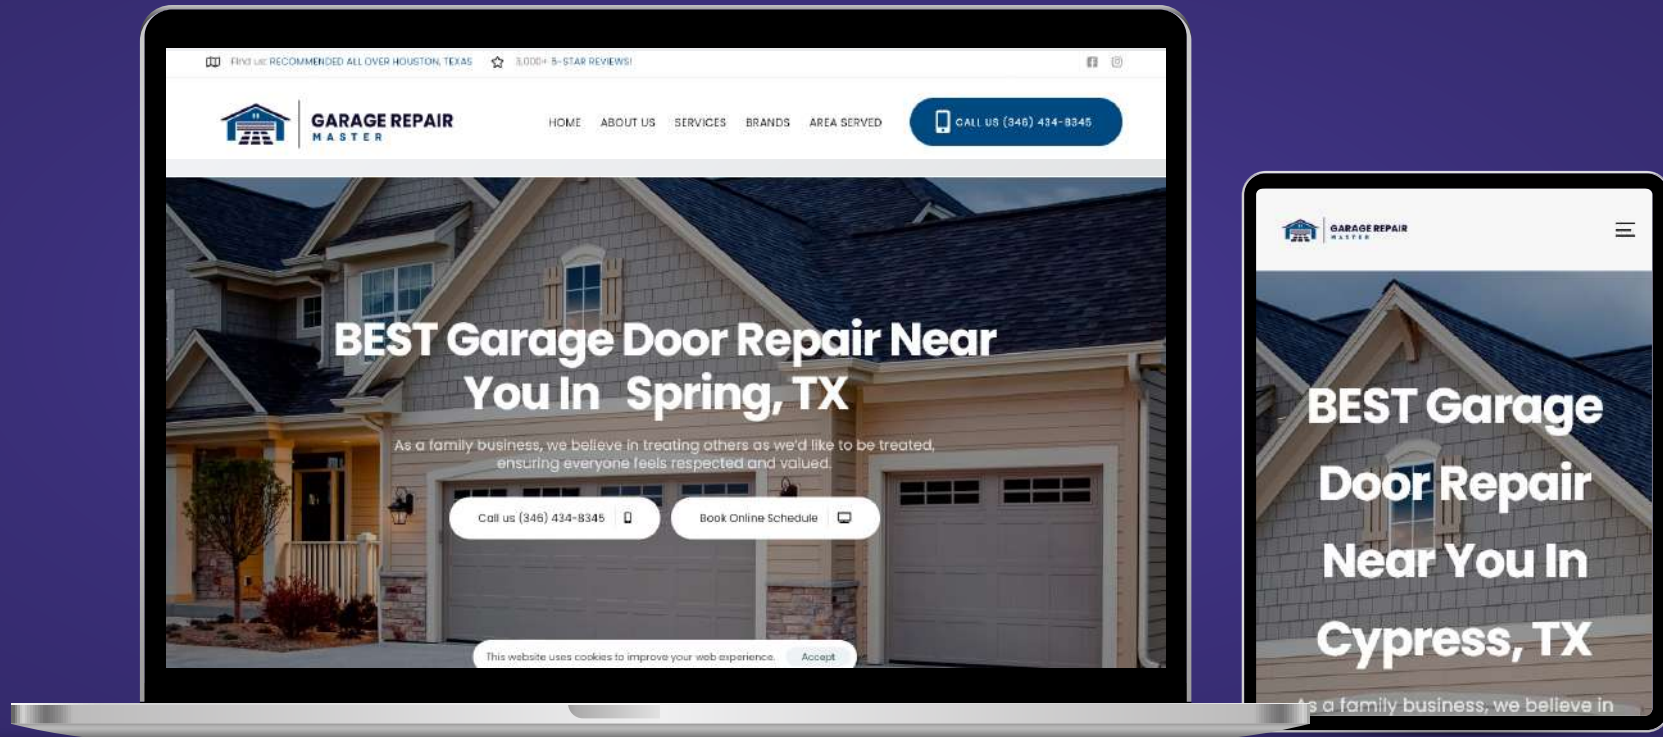 Find us: RECOMMENDED ALL OVER HOUSTON, TEXAS
3,000+ 5-STAR REVIEWS!
GARAGE REPAIR
MASTER
HOME ABOUT US SERVICES BRANDS AREA SERVED
CALL US (346) 434-8345
BEST Garage Door Repair Near
You In Spring, TX
As a family business, we believe in treating others as we'd like to be treated,
ensuring everyone feels respected and valued.
Call us (346) 434-8345
Book Online Schedule
This website uses cookies to improve your web experience. Accept
GARAGE REPAIR
MASTER
BEST Garage
Door Repair
Near You In
Cypress, TX
As a family business, we believe in